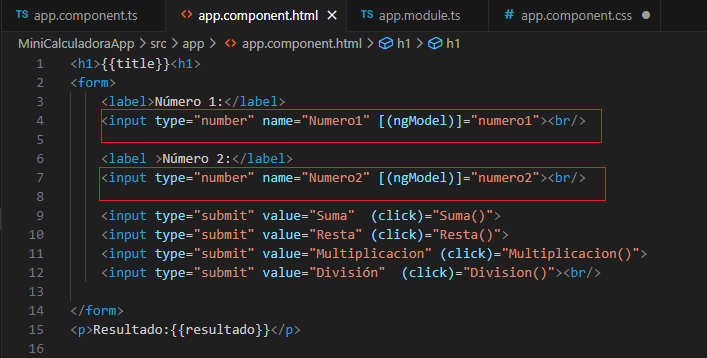 TS app.component.ts <> app.component.html × TS app.module.ts # app.component.css ●
MiniCalculadoraApp > src > app > <> app.component.html > h1 > h1
1 <h1>{{title}}<h1>
2 <form>
3 <label>Número 1:</label>
4 <input type="number" name="Numero1" [(ngModel)]="numero1"><br/>
5
6 <label >Número 2:</label>
7 <input type="number" name="Numero2" [(ngModel)]="numero2"><br/>
8
9 <input type="submit" value="Suma"  (click)="Suma()">
10 <input type="submit" value="Resta" (click)="Resta()">
11 <input type="submit" value="Multiplicacion" (click)="Multiplicacion()">
12 <input type="submit" value="División"  (click)="Division()"><br/>
13
14 </form>
15 <p>Resultado:{{resultado}}</p>
16